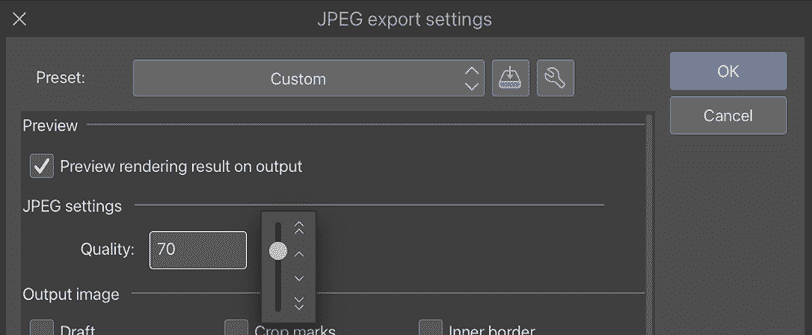 JPEG export settings
Preset: Custom
OK
Cancel
Preview
Preview rendering result on output
JPEG settings
Quality: 70
Output image
Draft Crop marks Inner border